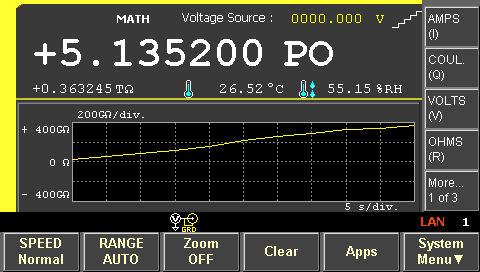 MATH Voltage Source : 0000.000 V
+5.135200 PO
+0.363245TΩ 26.52°C 55.15%RH
200GΩ/div.
+ 400GΩ
0 Ω
- 400GΩ
5 s/div.
AMPS
(I)
COUL.
(Q)
VOLTS
(V)
OHMS
(R)
More...
1 of 3
V GRD
LAN 1
SPEED
Normal
RANGE
AUTO
Zoom
OFF
Clear
Apps
System
Menu▼